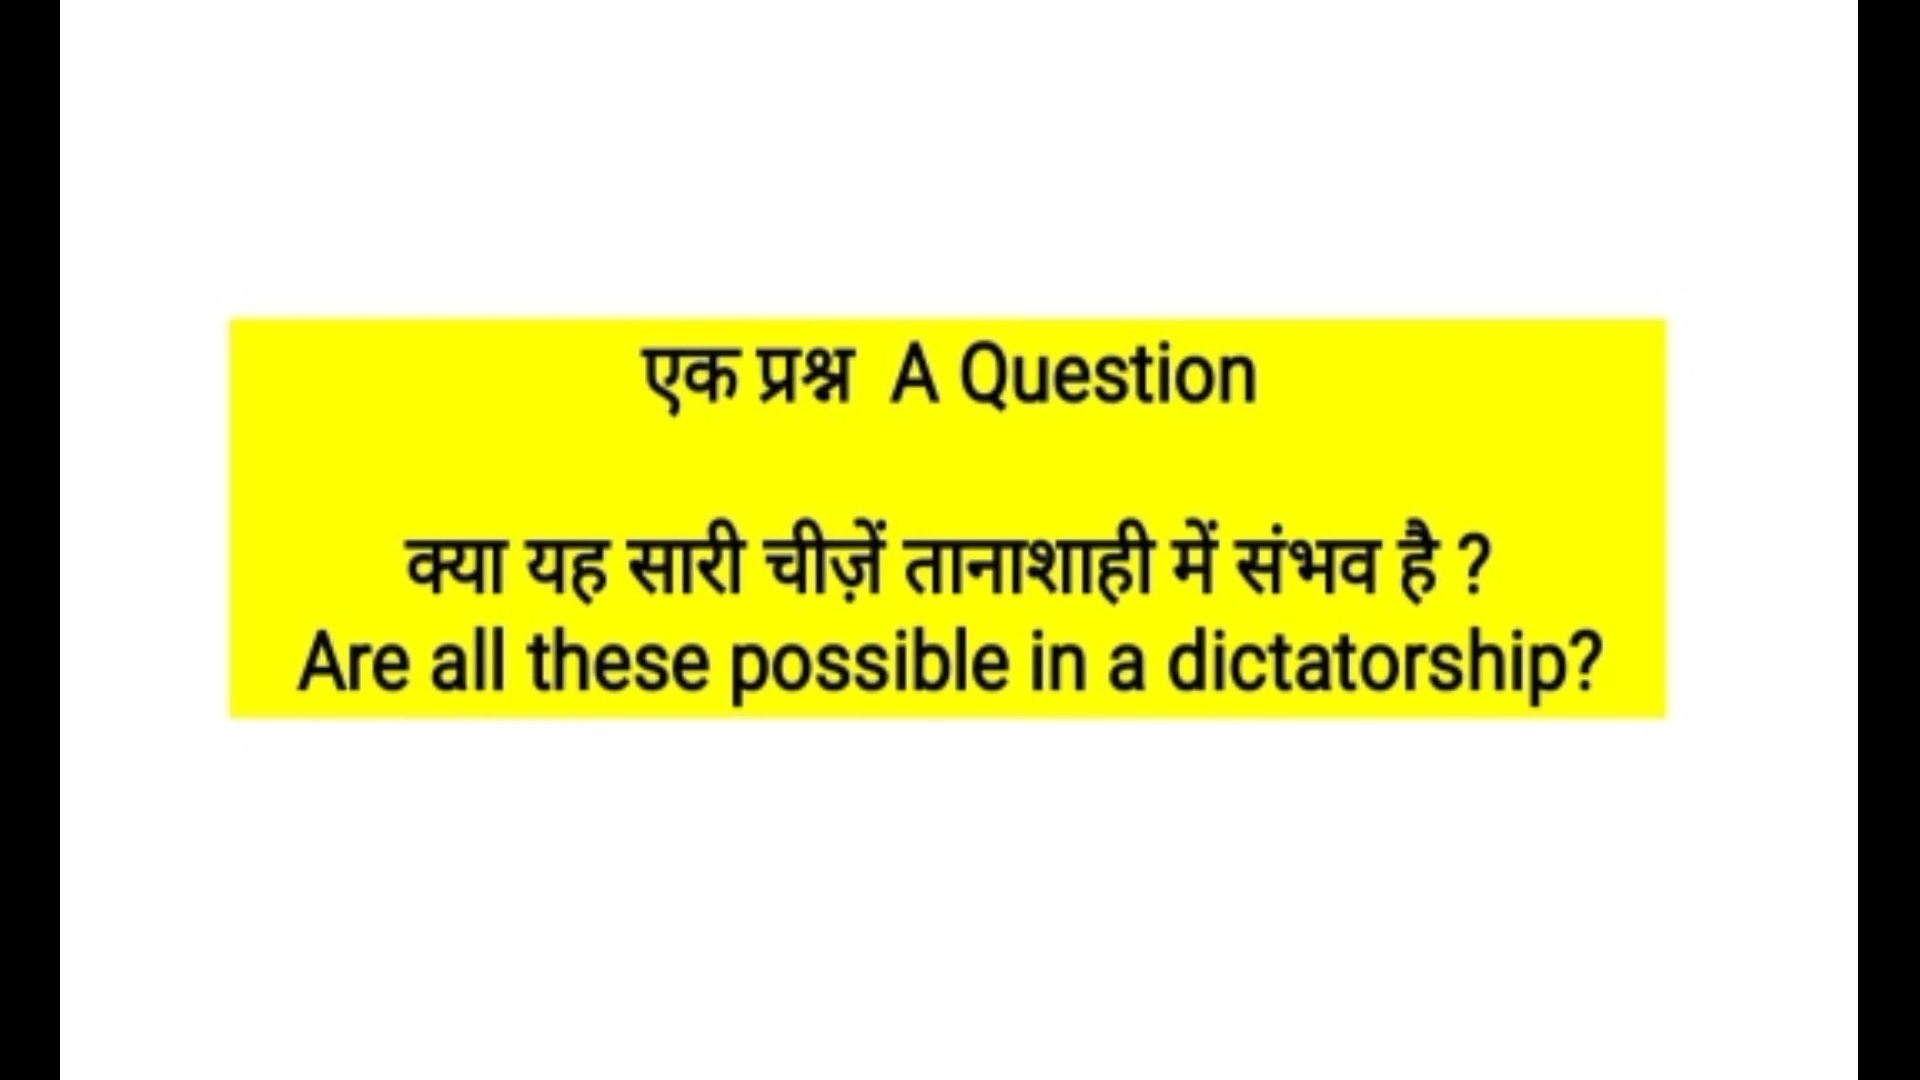 एक प्रश्न A Question
क्या यह सारी चीज़ें तानाशाही में संभव है ?
Are all these possible in a dictatorship?